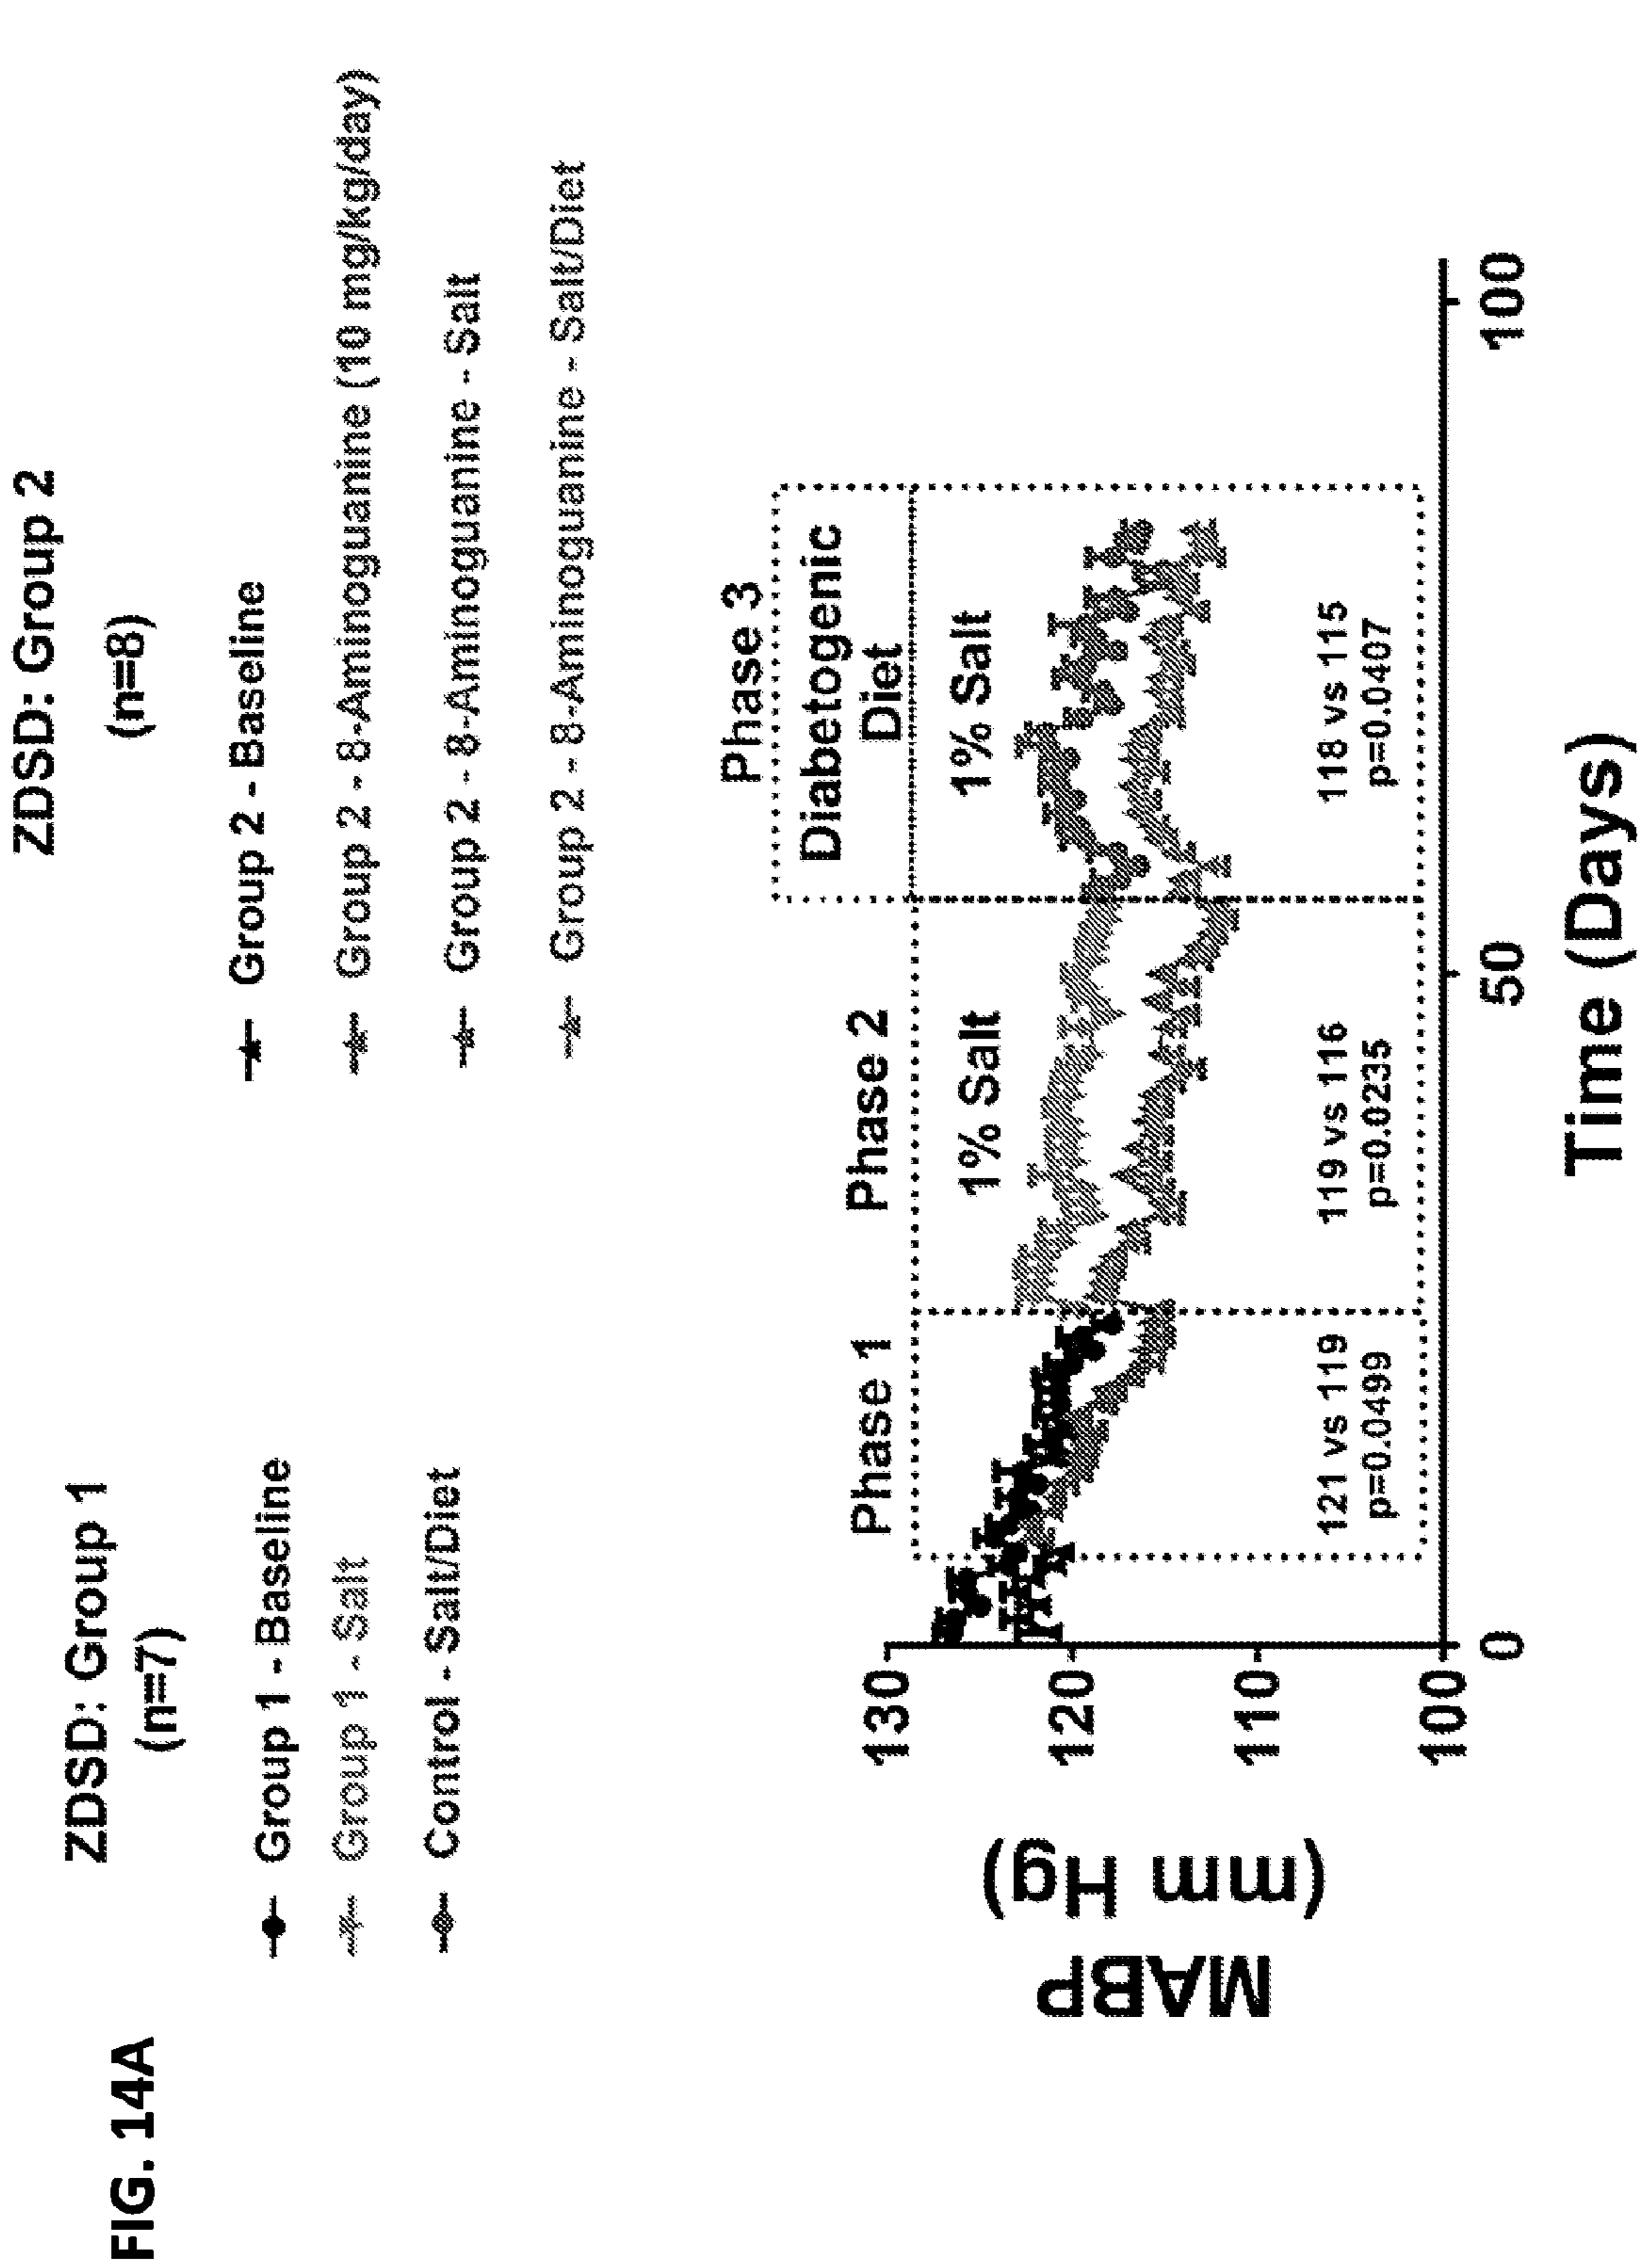 FIG. 14A
ZDSD: Group 1
(n=7)
Group 1 - Baseline
Group 1 - Salt
Control - Salt/Diet
ZDSD: Group 2
(n=8)
Group 2 - Baseline
Group 2 - 8-Aminoguanine (10 mg/kg/day)
Group 2 - 8-Aminoguanine - Salt
Group 2 - 8-Aminoguanine - Salt/Diet
MABP
(mm Hg)
130
120
110
100
Phase 1
121 vs 119
p=0.0499
Phase 2
1% Salt
119 vs 116
p=0.0235
Phase 3
Diabetogenic
Diet
1% Salt
118 vs 115
p=0.0407
0
50
100
Time (Days)